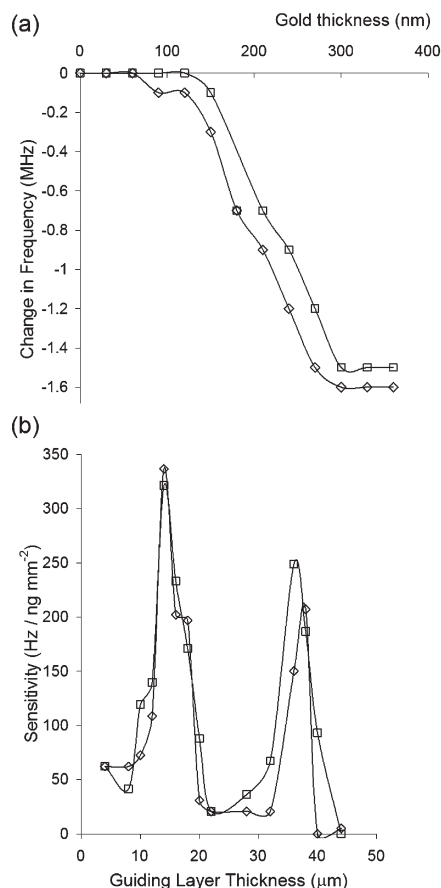 (a)
Gold thickness (nm)
0 100 200 300 400
0
-0.2
-0.4
-0.6
-0.8
-1
-1.2
-1.4
-1.6
Change in Frequency (MHz)
(b)
350
300
250
200
150
100
50
0
Sensitivity (Hz / ng mm⁻²)
0 10 20 30 40 50
Guiding Layer Thickness (μm)